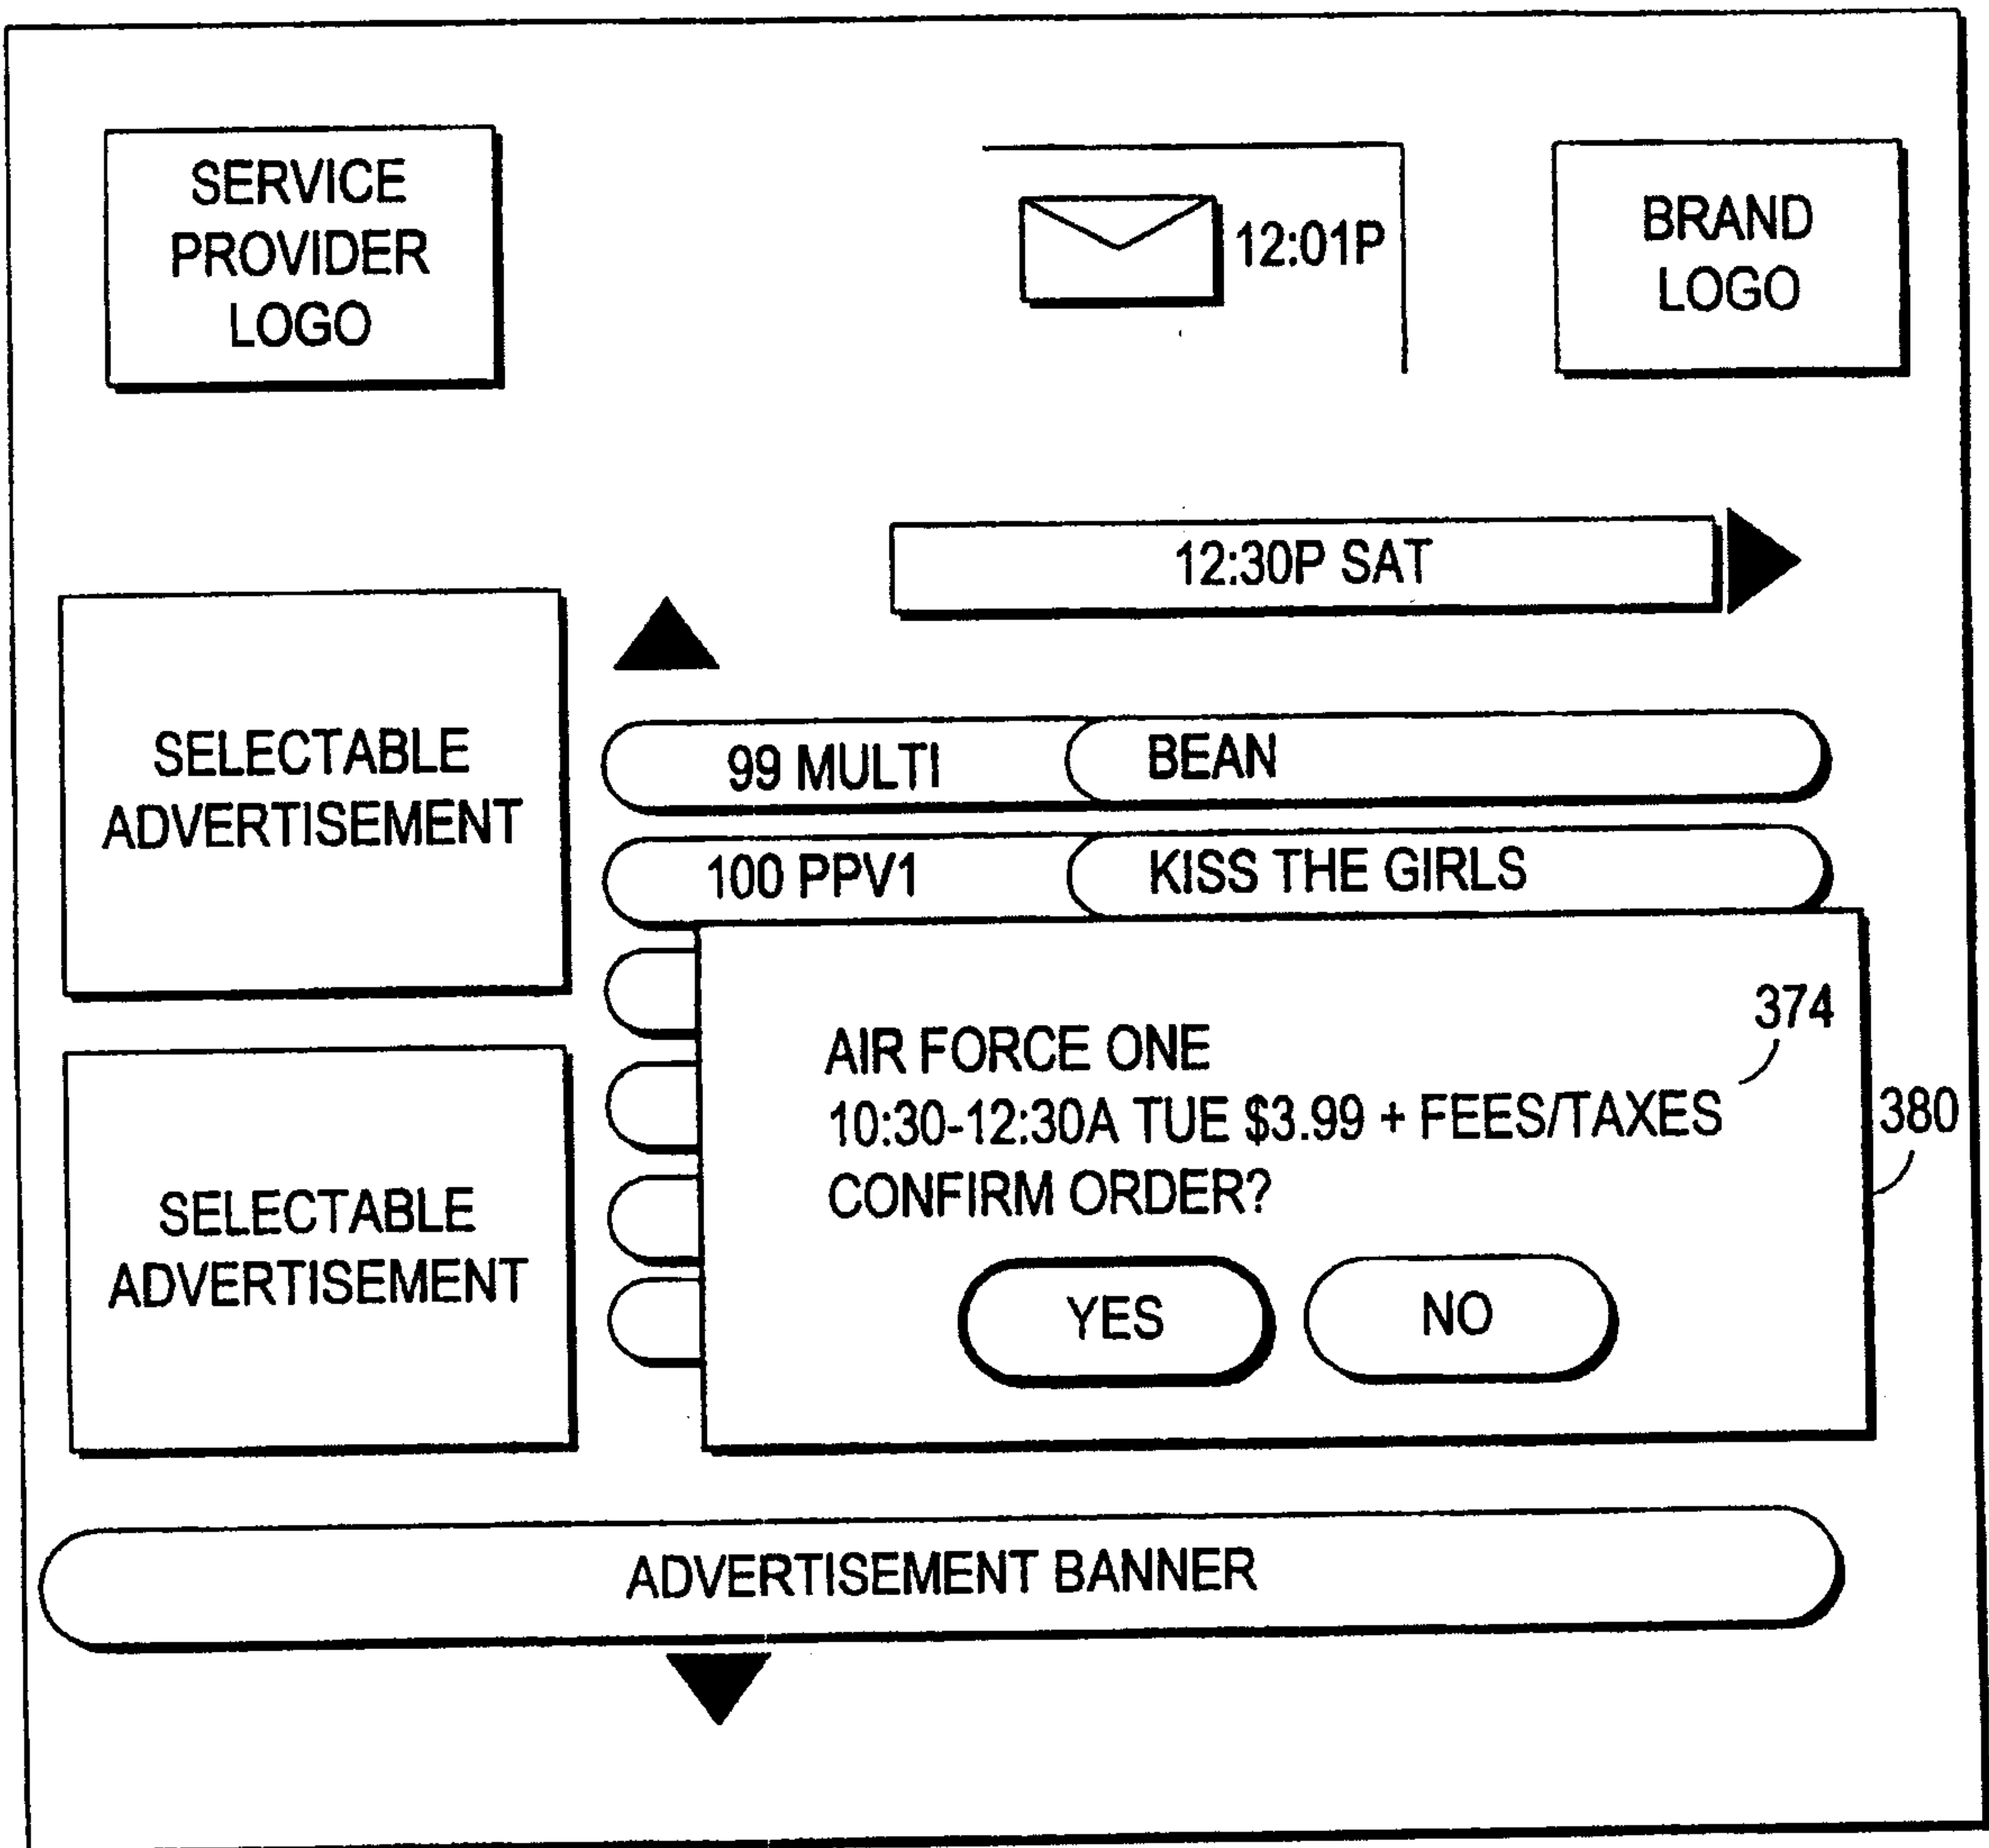 SERVICE
PROVIDER
LOGO
12:01P
BRAND
LOGO
12:30P SAT
SELECTABLE
ADVERTISEMENT
99 MULTI BEAN
100 PPV1 KISS THE GIRLS
374
AIR FORCE ONE
10:30-12:30A TUE $3.99 + FEES/TAXES
380
CONFIRM ORDER?
YES NO
SELECTABLE
ADVERTISEMENT
ADVERTISEMENT BANNER